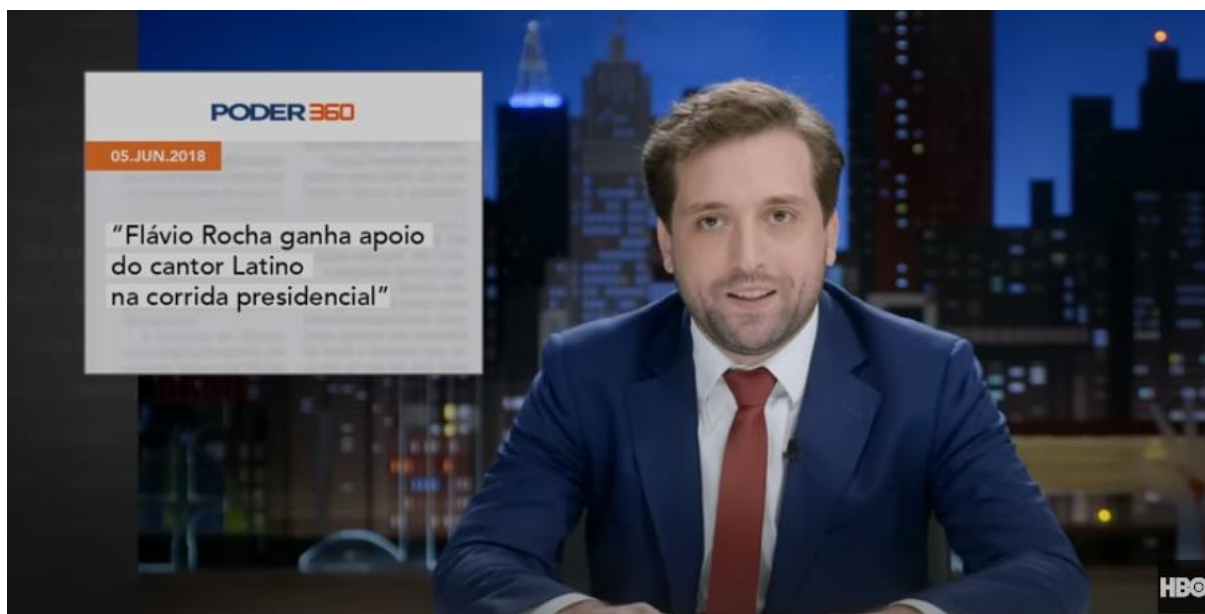 PODER360
05.JUN.2018
“Flávio Rocha ganha apoio
do cantor Latino
na corrida presidencial”
HBO